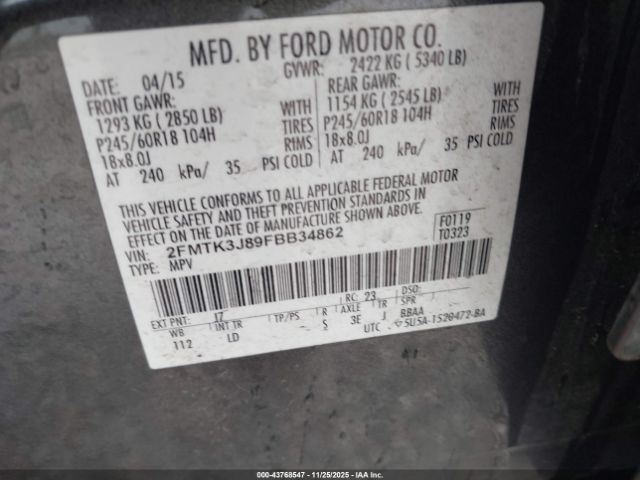 MFD. BY FORD MOTOR CO.
DATE: 04/15 GVWR: 2422 KG ( 5340 LB)
FRONT GAWR: REAR GAWR:
1293 KG ( 2850 LB) WITH 1154 KG ( 2545 LB) WITH
P245/60R18 104H TIRES P245/60R18 104H TIRES
18x8.0J RIMS 18x8.0J RIMS
AT 240 kPa/ 35 PSI COLD AT 240 kPa/ 35 PSI COLD
THIS VEHICLE CONFORMS TO ALL APPLICABLE FEDERAL MOTOR
VEHICLE SAFETY AND THEFT PREVENTION STANDARDS IN
EFFECT ON THE DATE OF MANUFACTURE SHOWN ABOVE. F0119
VIN: 2FMTK3J89FBB34862 T0323
TYPE: MPV
EXT PNT: J7 RC: 23 DSO:
WB INT TR TP/PS R AXLE TR SPR
112 LD S 3E J BBAA
UTC
000-43768547 11/25/2025 IAA Inc.